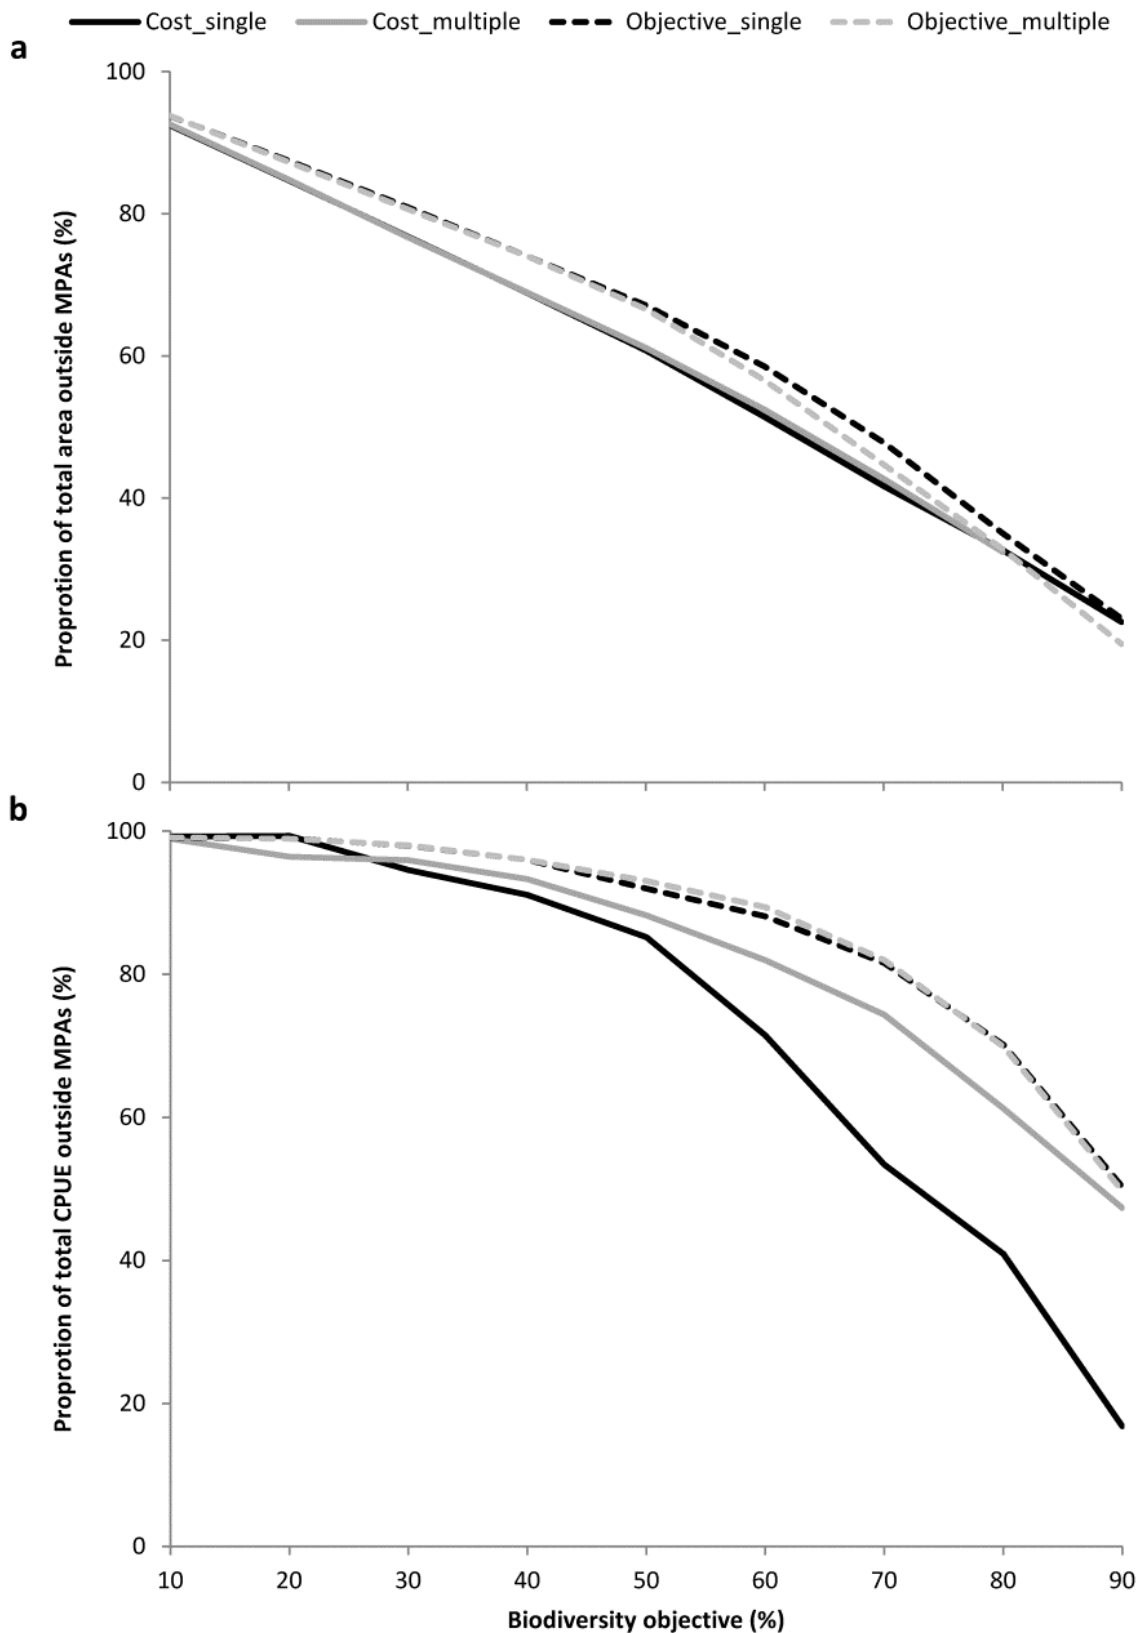 Cost_single Cost_multiple Objective_single Objective_multiple
a
Proprotion of total area outside MPAs (%)
100
80
60
40
20
0
b
Proprotion of total CPUE outside MPAs (%)
100
80
60
40
20
0
10 20 30 40 50 60 70 80 90
Biodiversity objective (%)